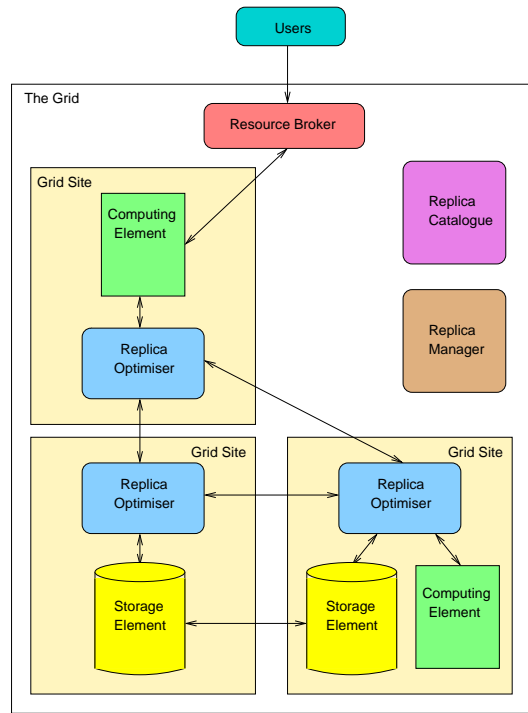 Users
The Grid
Resource Broker
Grid Site
Computing
Element
Replica
Catalogue
Replica
Optimiser
Replica
Manager
Grid Site
Replica
Optimiser
Storage
Element
Grid Site
Replica
Optimiser
Storage
Element
Computing
Element